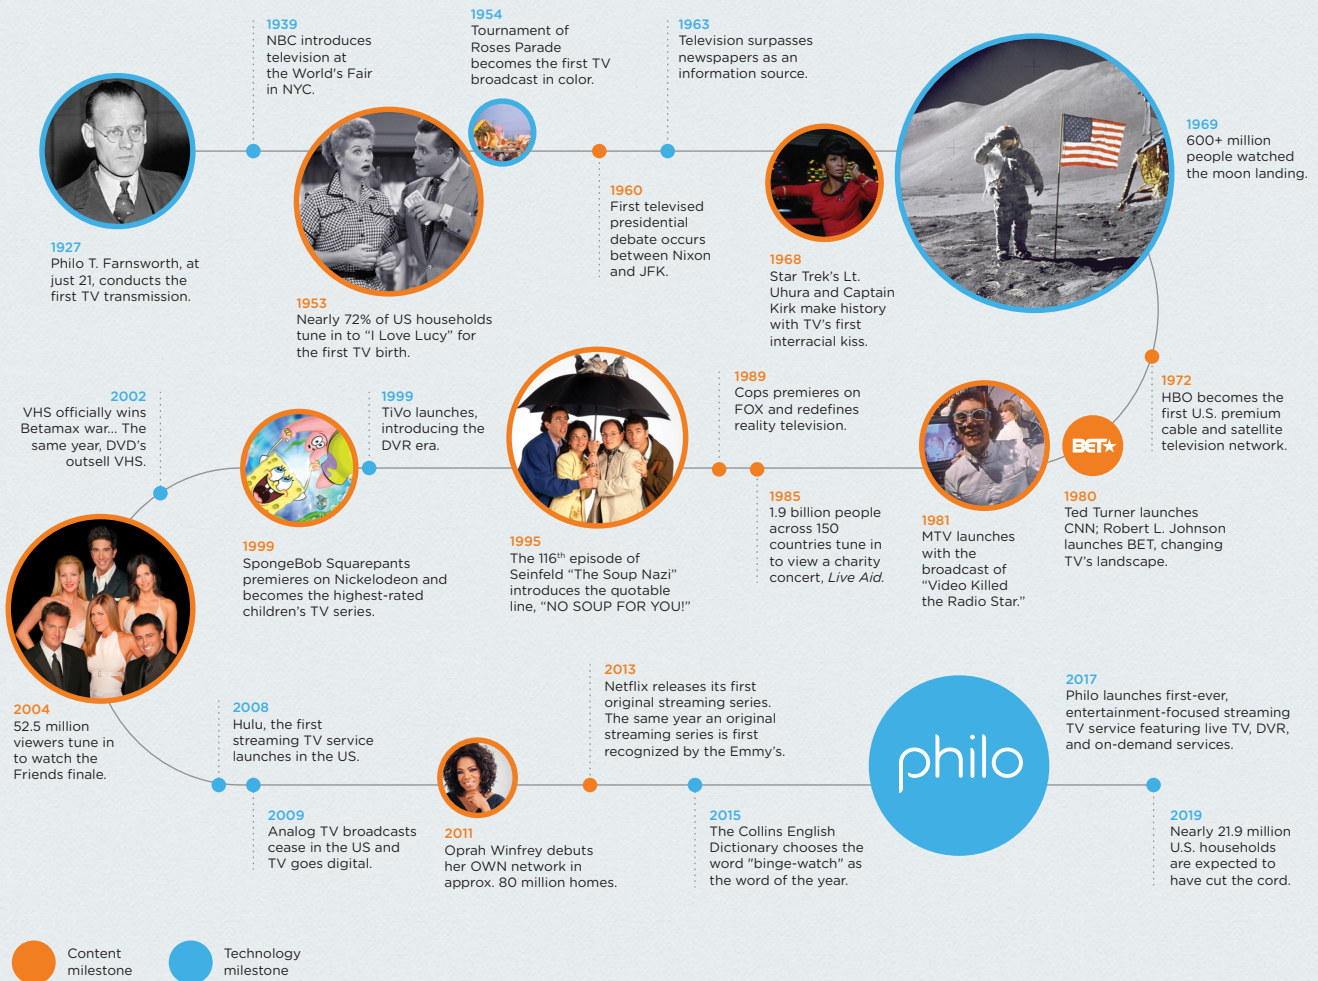 1927
Philo T. Farnsworth, at
just 21, conducts the
first TV transmission.
1939
NBC introduces
television at
the World's Fair
in NYC.
1953
Nearly 72% of US households
tune in to “I Love Lucy” for
the first TV birth.
1954
Tournament of
Roses Parade
becomes the first TV
broadcast in color.
1960
First televised
presidential
debate occurs
between Nixon
and JFK.
1963
Television surpasses
newspapers as an
information source.
1968
Star Trek’s Lt.
Uhura and Captain
Kirk make history
with TV’s first
interracial kiss.
1969
600+ million
people watched
the moon landing.
1972
HBO becomes the
first U.S. premium
cable and satellite
television network.
BET★
1980
Ted Turner launches
CNN; Robert L. Johnson
launches BET, changing
TV’s landscape.
1981
MTV launches
with the
broadcast of
“Video Killed
the Radio Star.”
1985
1.9 billion people
across 150
countries tune in
to view a charity
concert, Live Aid.
1989
Cops premieres on
FOX and redefines
reality television.
1995
The 116th episode of
Seinfeld “The Soup Nazi”
introduces the quotable
line, “NO SOUP FOR YOU!”
1999
TiVo launches,
introducing the
DVR era.
1999
SpongeBob Squarepants
premieres on Nickelodeon and
becomes the highest-rated
children’s TV series.
2002
VHS officially wins
Betamax war... The
same year, DVD’s
outsell VHS.
2004
52.5 million
viewers tune in
to watch the
Friends finale.
2008
Hulu, the first
streaming TV service
launches in the US.
2009
Analog TV broadcasts
cease in the US and
TV goes digital.
2011
Oprah Winfrey debuts
her OWN network in
approx. 80 million homes.
2013
Netflix releases its first
original streaming series.
The same year an original
streaming series is first
recognized by the Emmy’s.
2015
The Collins English
Dictionary chooses the
word "binge-watch" as
the word of the year.
philo
2017
Philo launches first-ever,
entertainment-focused streaming
TV service featuring live TV, DVR,
and on-demand services.
2019
Nearly 21.9 million
U.S. households
are expected to
have cut the cord.
Content
milestone
Technology
milestone